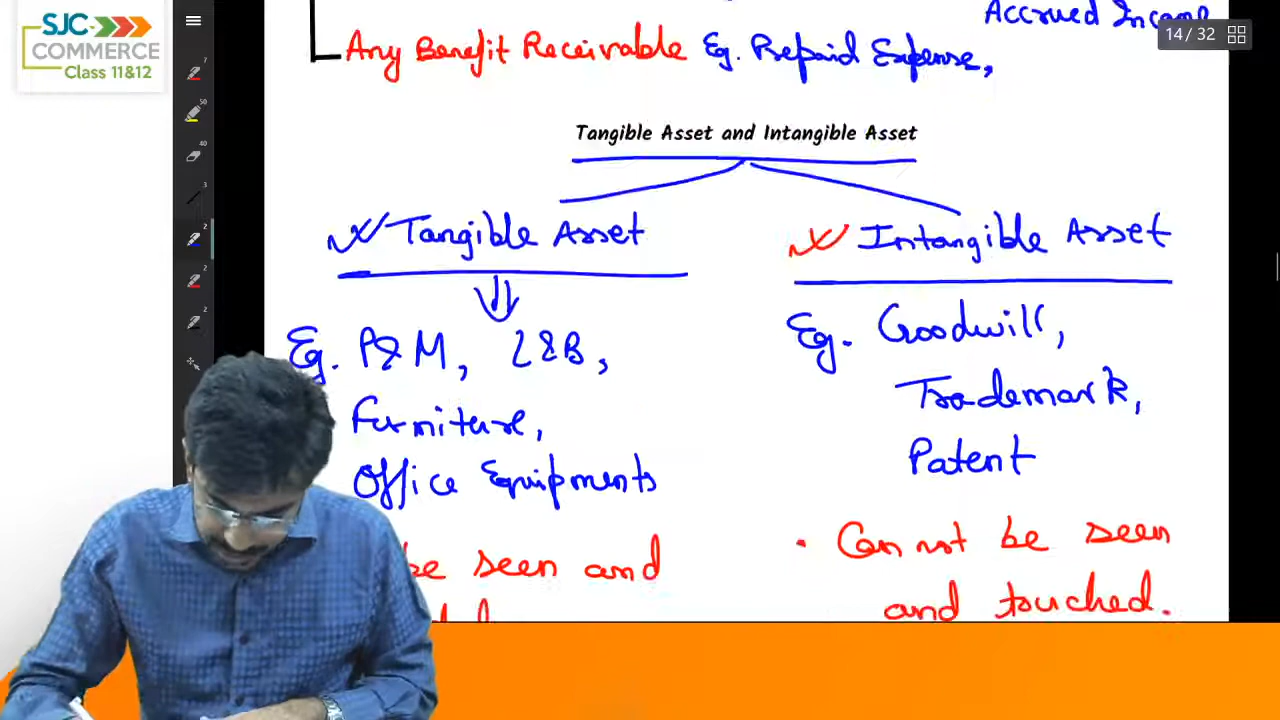 SJC
COMMERCE
Class 11&12
14 / 32
Accrued Income
Any Benefit Receivable Eg. Prepaid Expense,
Tangible Asset and Intangible Asset
Tangible Asset
Intangible Asset
Eg. P&M, L&B,
Furniture,
Office Equipments
Eg. Goodwill,
Trademark,
Patent
be seen and
• Can not be seen
and touched.